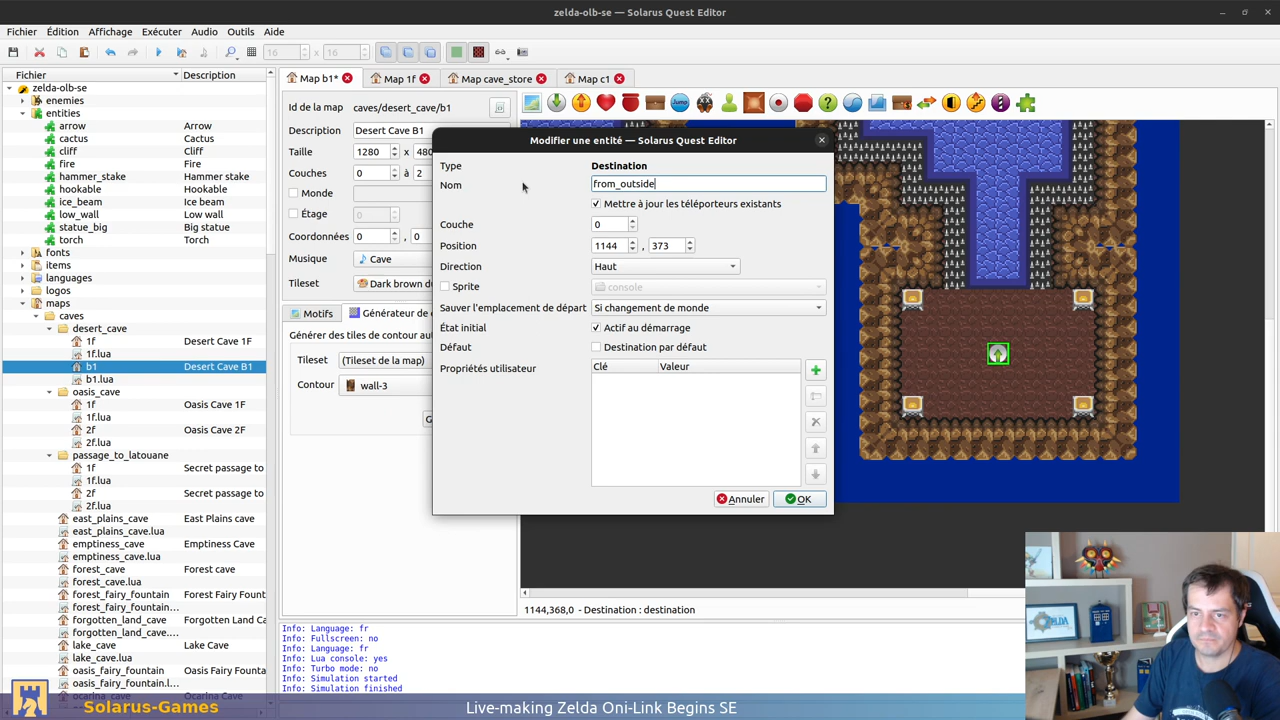 zelda-olb-se — Solarus Quest Editor
Fichier Édition Affichage Exécuter Audio Outils Aide
16 x 16
Fichier Description
zelda-olb-se
enemies
entities
arrow Arrow
cactus Cactus
cliff Cliff
fire Fire
hammer_stake Hammer stake
hookable Hookable
ice_beam Ice beam
low_wall Low wall
statue_big Big statue
torch Torch
fonts
items
languages
logos
maps
caves
desert_cave
1f Desert Cave 1F
1f.lua
b1 Desert Cave B1
b1.lua
oasis_cave
1f Oasis Cave 1F
1f.lua
2f Oasis Cave 2F
2f.lua
passage_to_latouane
1f Secret passage to
1f.lua
2f Secret passage to
2f.lua
east_plains_cave East Plains cave
east_plains_cave.lua
emptiness_cave Emptiness Cave
emptiness_cave.lua
forest_cave Forest cave
forest_cave.lua
forest_fairy_fountain Forest Fairy Fount
forest_fairy_fountain...
forgotten_land_cave Forgotten Land Ca
forgotten_land_cave....
lake_cave Lake Cave
lake_cave.lua
oasis_fairy_fountain Oasis Fairy Founta
oasis_fairy_fountain.l...
ocarina_cave Ocarina Cave
Map b1* Map 1f Map cave_store Map c1
Id de la map caves/desert_cave/b1
Description Desert Cave B1
Taille 1280 x 480
Couches 0 à 2
Monde
Étage 0
Coordonnées 0 , 0
Musique Cave
Tileset Dark brown du
Motifs Générateur de
Générer des tiles de contour aut
Tileset (Tileset de la map)
Contour wall-3
G
Jump
Modifier une entité — Solarus Quest Editor
Type Destination
Nom from_outside
Mettre à jour les téléporteurs existants
Couche 0
Position 1144 , 373
Direction Haut
Sprite console
Sauver l'emplacement de départ Si changement de monde
État initial Actif au démarrage
Défaut Destination par défaut
Propriétés utilisateur Clé Valeur
Annuler OK
1144,368,0 - Destination : destination
Info: Language: fr
Info: Fullscreen: no
Info: Language: fr
Info: Lua console: yes
Info: Turbo mode: no
Info: Simulation started
Info: Simulation finished
Solarus-Games Live-making Zelda Oni-Link Begins SE